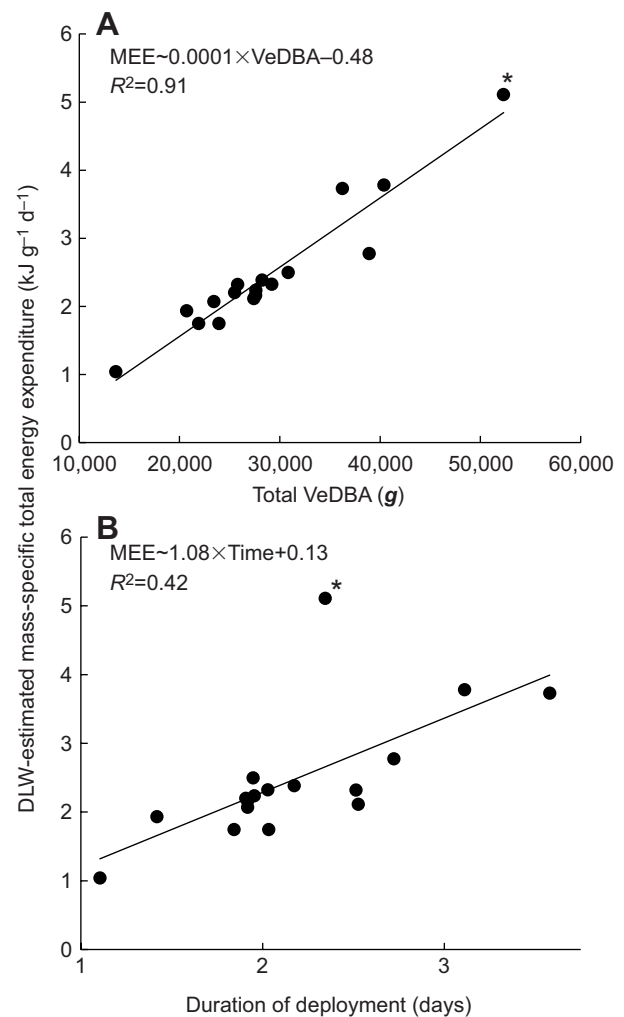 A
MEE~0.0001×VeDBA–0.48
R²=0.91
*
6
5
4
3
2
1
0
10,000 20,000 30,000 40,000 50,000 60,000
Total VeDBA (g)
DLW-estimated mass-specific total energy expenditure (kJ g⁻¹ d⁻¹)
B
MEE~1.08×Time+0.13
R²=0.42
*
6
5
4
3
2
1
0
1 2 3
Duration of deployment (days)